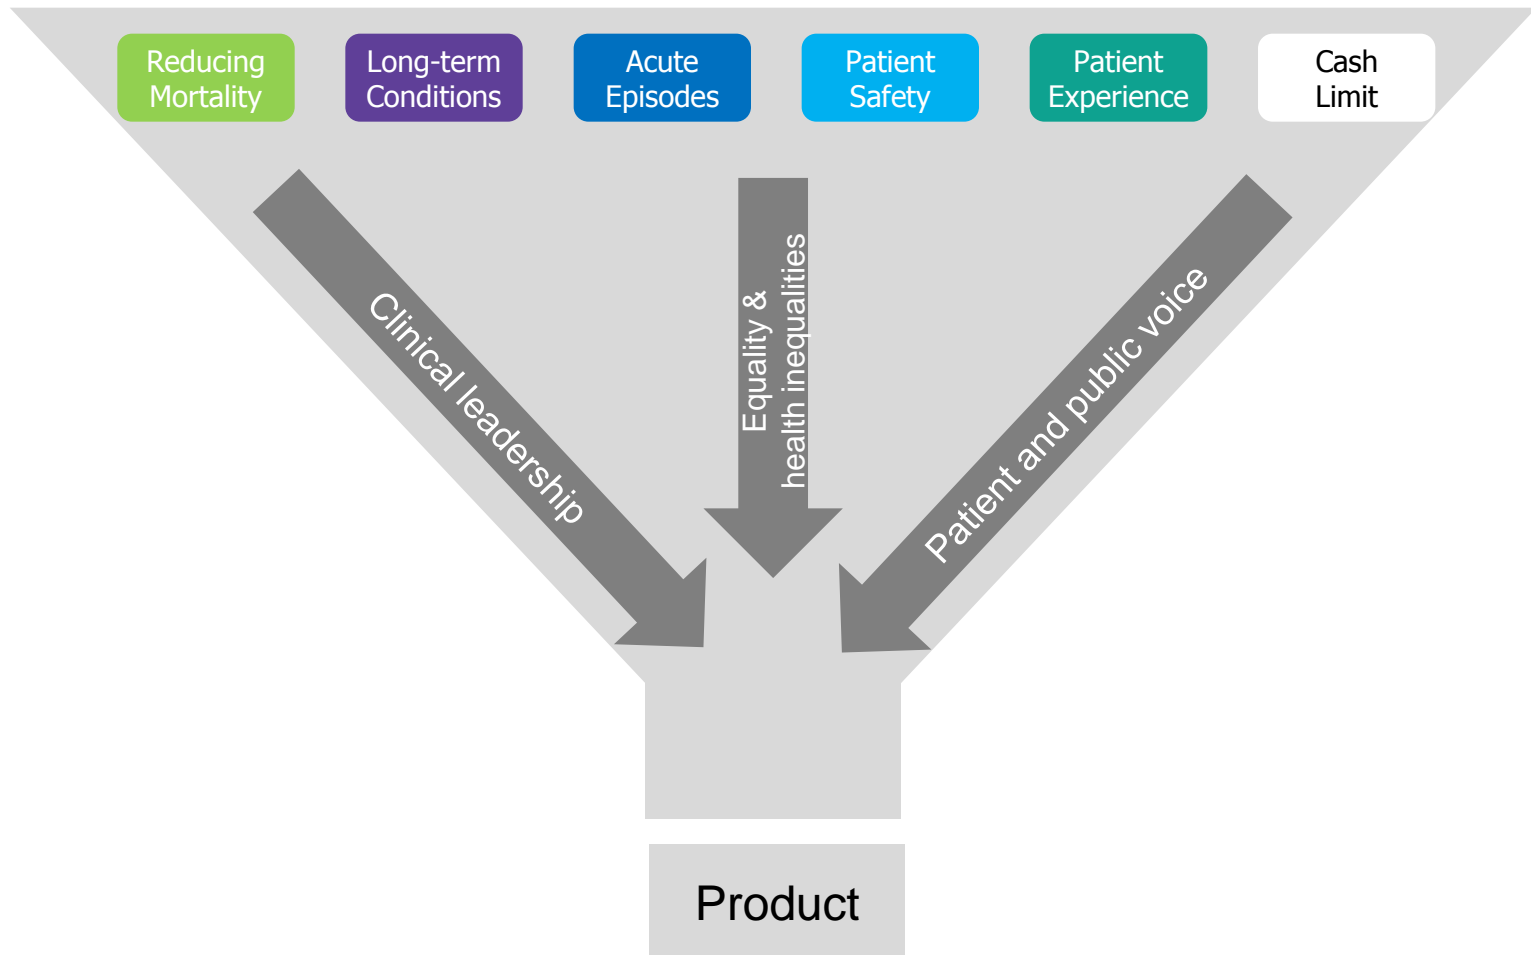 Reducing
Mortality
Long-term
Conditions
Acute
Episodes
Patient
Safety
Patient
Experience
Cash
Limit
Clinical leadership
Equality &
health inequalities
Patient and public voice
Product